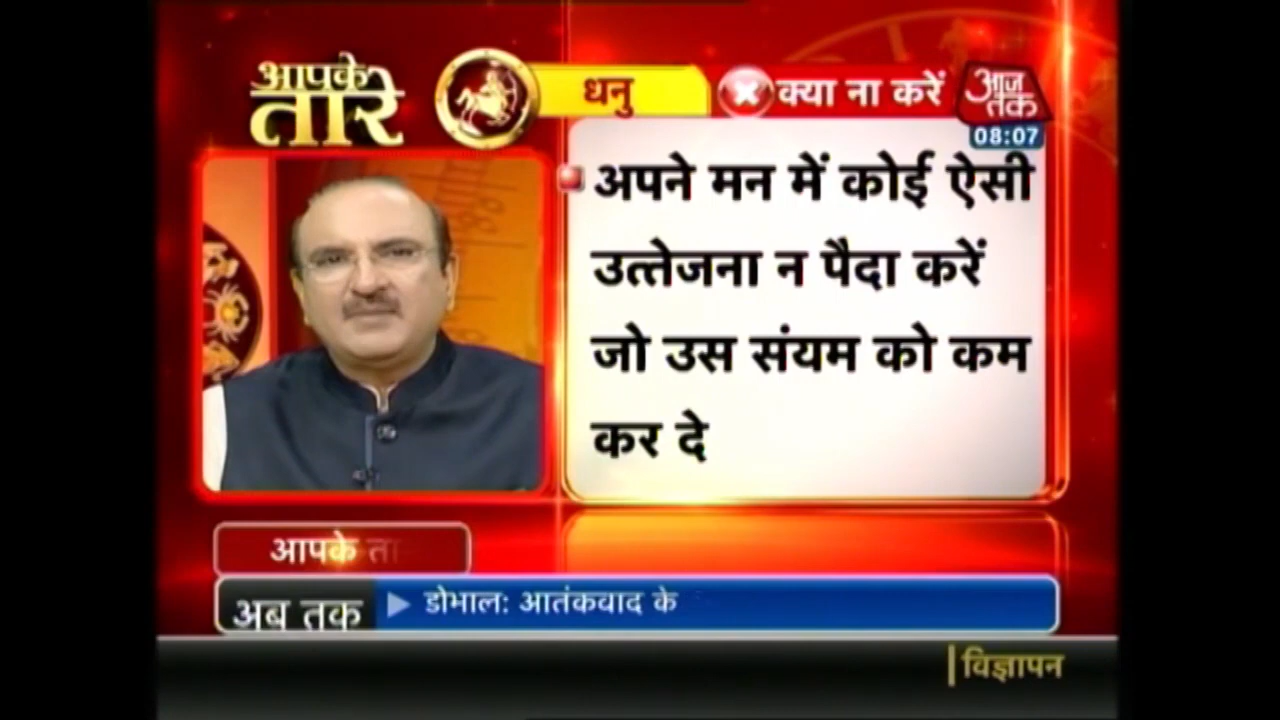 आपके
तारे
धनु
क्या ना करें
आज
तक
08:07
अपने मन में कोई ऐसी
उत्तेजना न पैदा करें
जो उस संयम को कम
कर दे
आपके ता
अब तक
डोभाल: आतंकवाद के
विज्ञापन